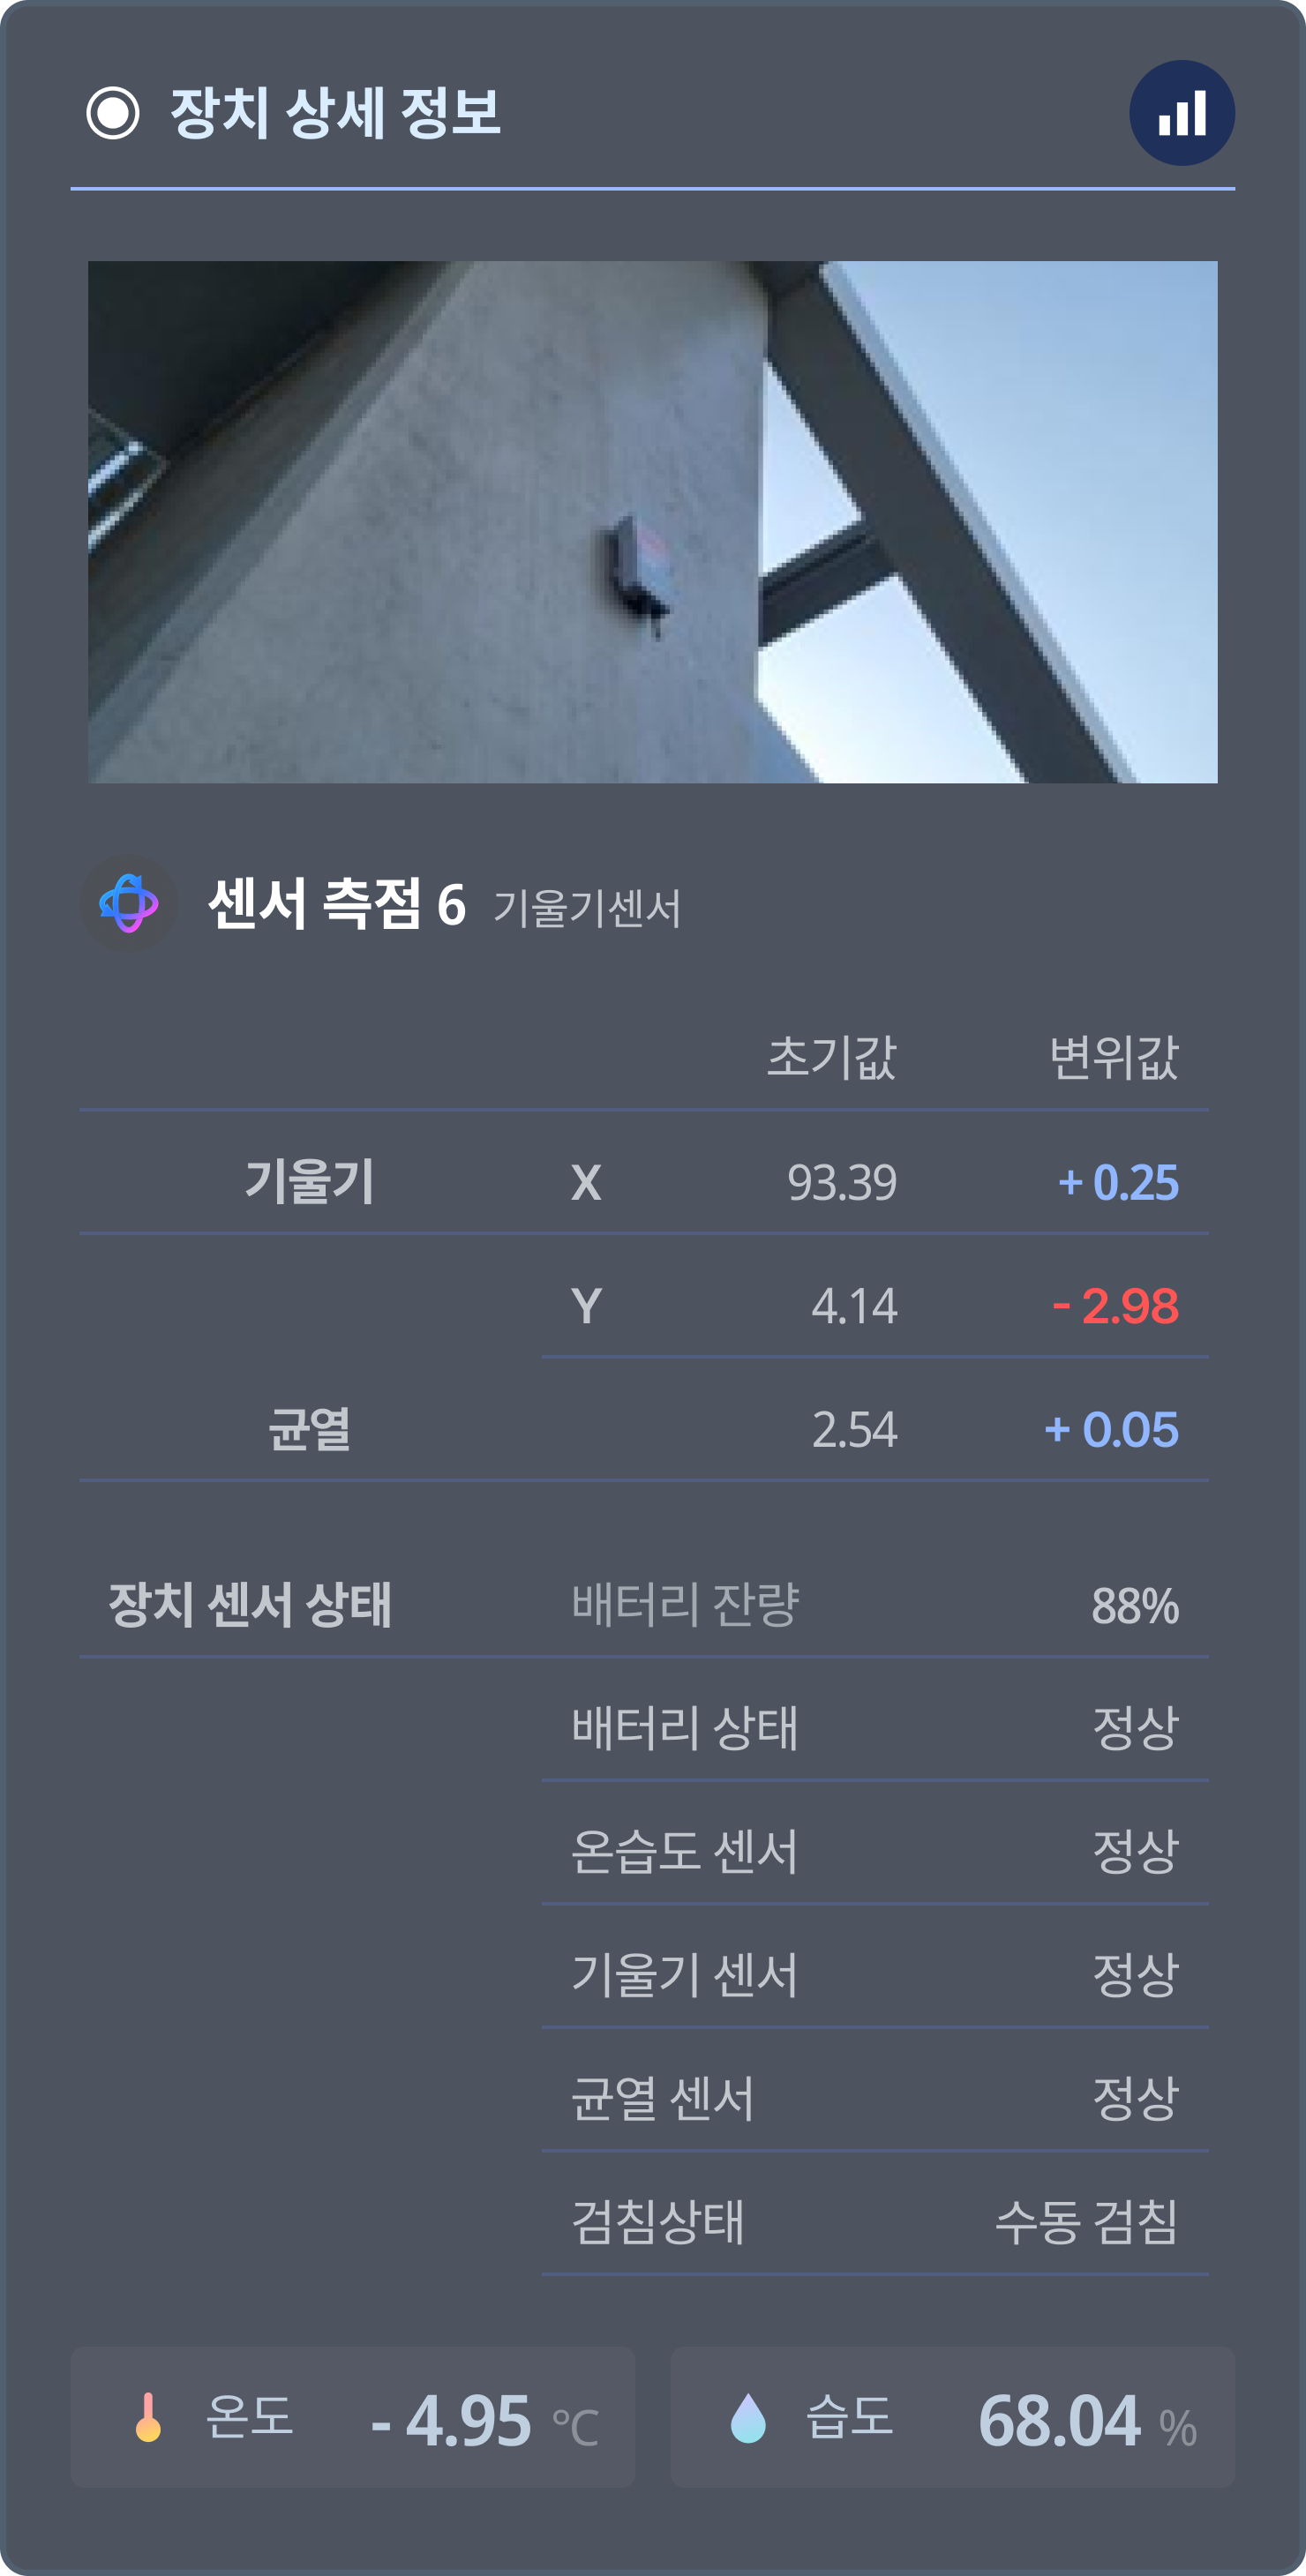 장치 상세 정보
센서 측점 6 기울기센서
초기값 변위값
기울기 X 93.39 + 0.25
Y 4.14 - 2.98
균열 2.54 + 0.05
장치 센서 상태 배터리 잔량 88%
배터리 상태 정상
온습도 센서 정상
기울기 센서 정상
균열 센서 정상
검침상태 수동 검침
온도 - 4.95 ℃ 습도 68.04 %